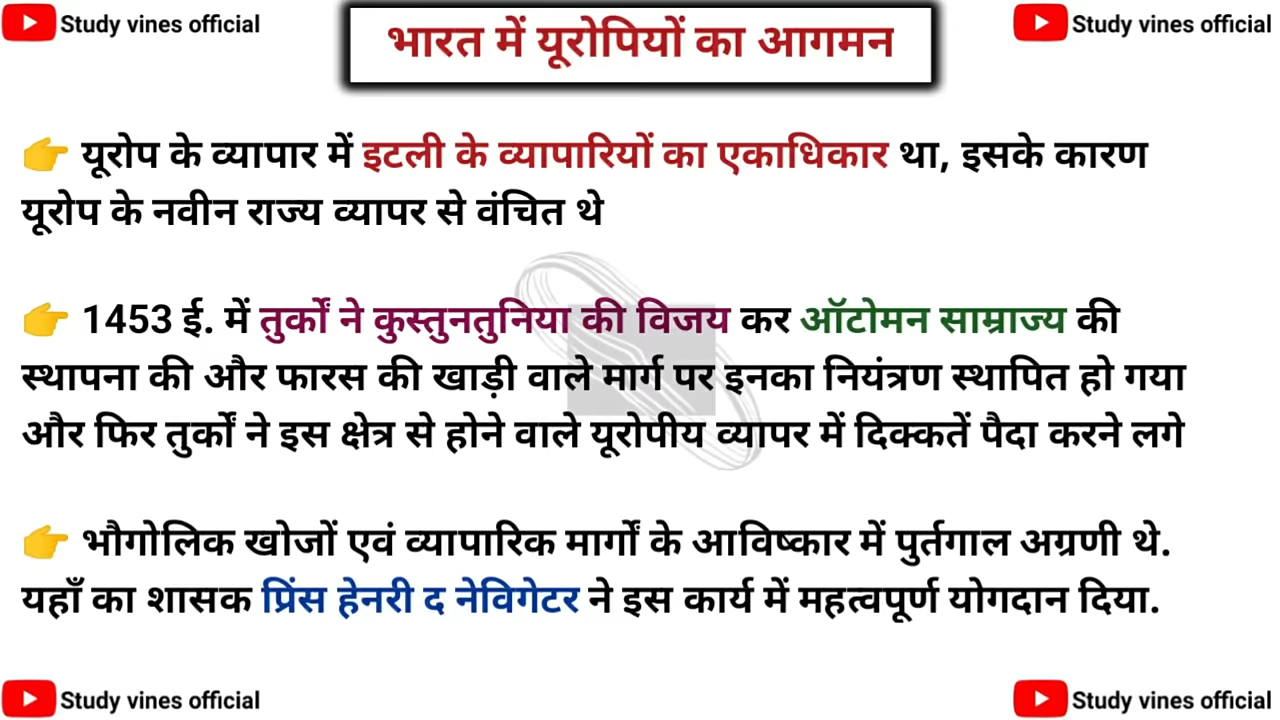 Study vines official
Study vines official
भारत में यूरोपियों का आगमन
👉 यूरोप के व्यापार में इटली के व्यापारियों का एकाधिकार था, इसके कारण
यूरोप के नवीन राज्य व्यापर से वंचित थे
👉 1453 ई. में तुर्कों ने कुस्तुनतुनिया की विजय कर ऑटोमन साम्राज्य की
स्थापना की और फारस की खाड़ी वाले मार्ग पर इनका नियंत्रण स्थापित हो गया
और फिर तुर्कों ने इस क्षेत्र से होने वाले यूरोपीय व्यापर में दिक्कतें पैदा करने लगे
👉 भौगोलिक खोजों एवं व्यापारिक मार्गों के आविष्कार में पुर्तगाल अग्रणी थे.
यहाँ का शासक प्रिंस हेनरी द नेविगेटर ने इस कार्य में महत्वपूर्ण योगदान दिया.
Study vines official
Study vines official